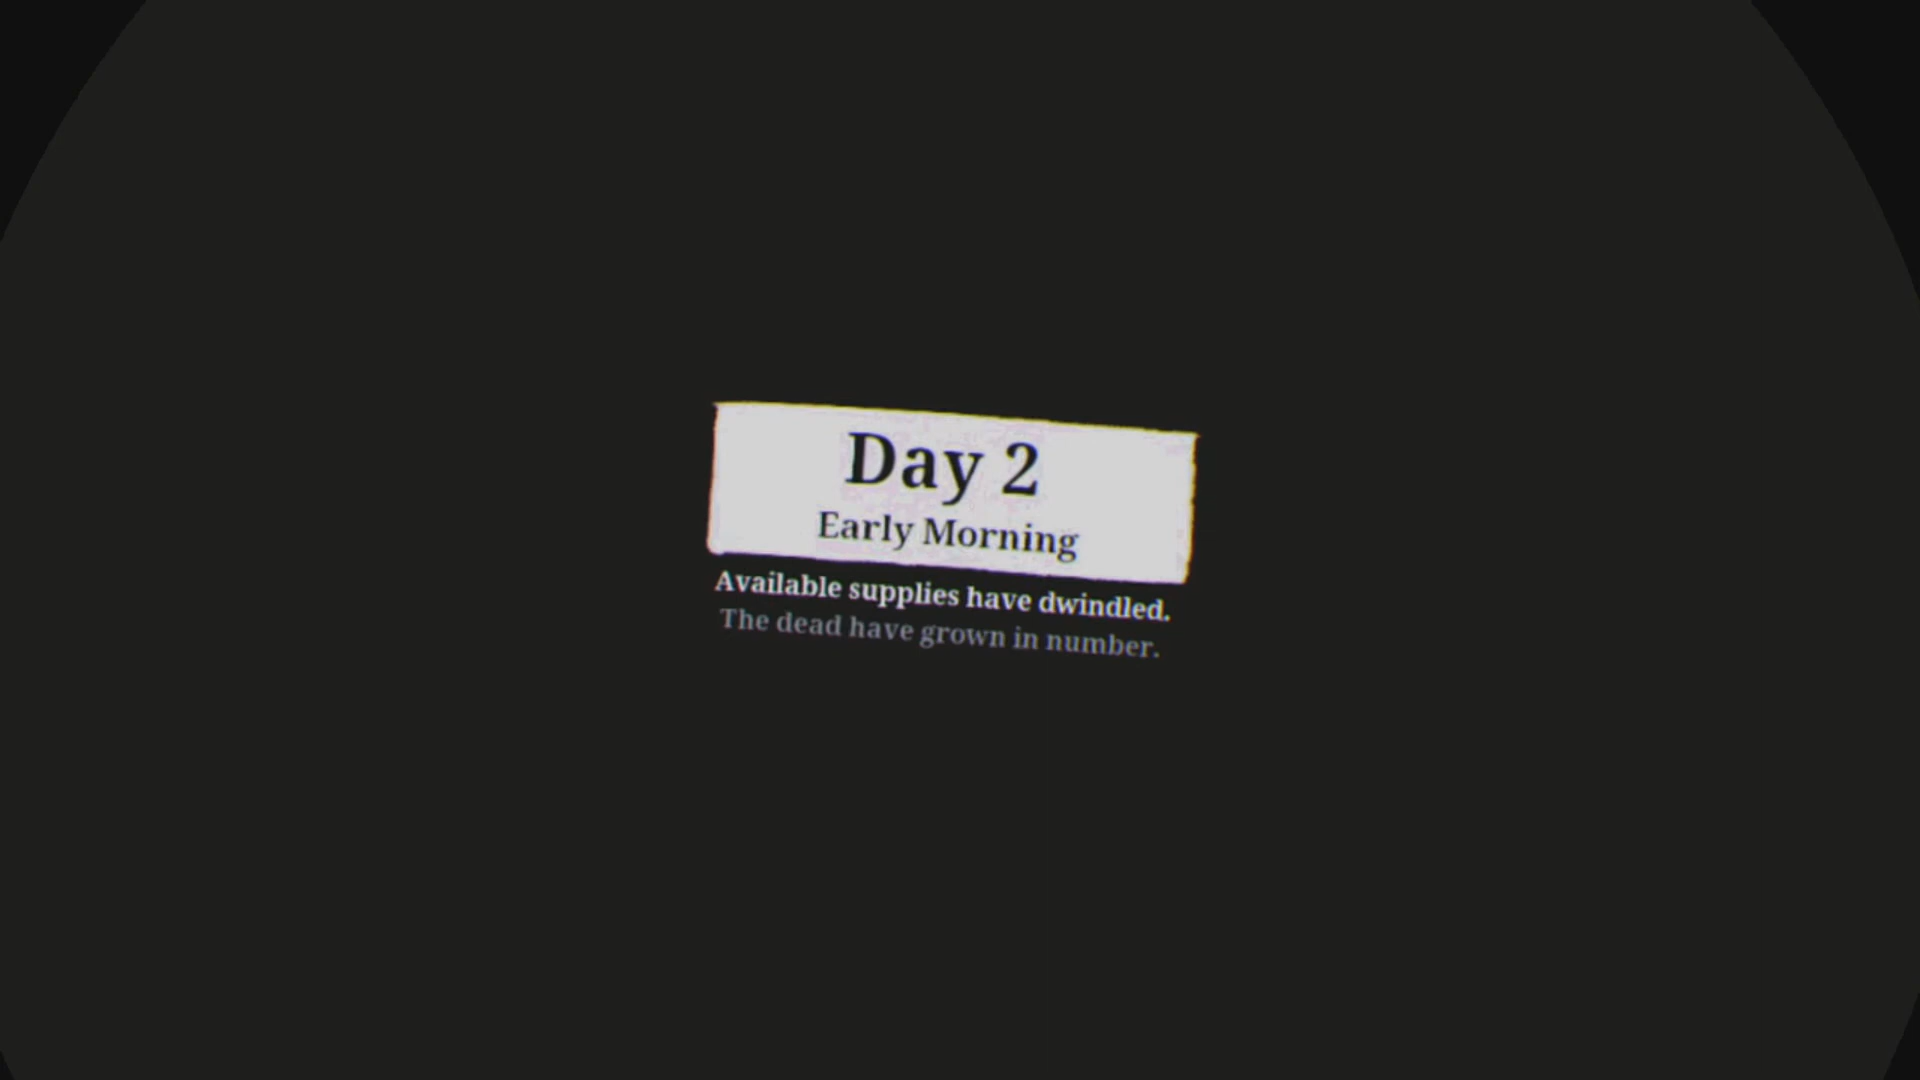 Day 2
Early Morning
Available supplies have dwindled.
The dead have grown in number.